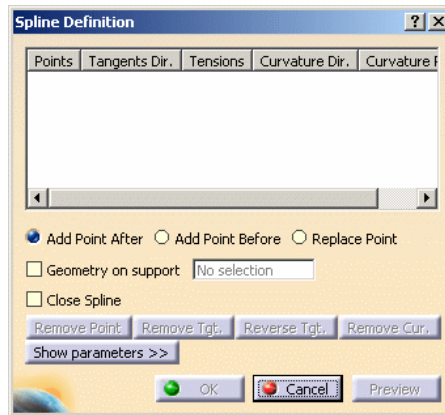 Spline Definition
Points Tangents Dir. Tensions Curvature Dir. Curvature
Add Point After Add Point Before Replace Point
Geometry on support No selection
Close Spline
Remove Point Remove Tgt. Reverse Tgt. Remove Cur.
Show parameters >>
OK Cancel Preview